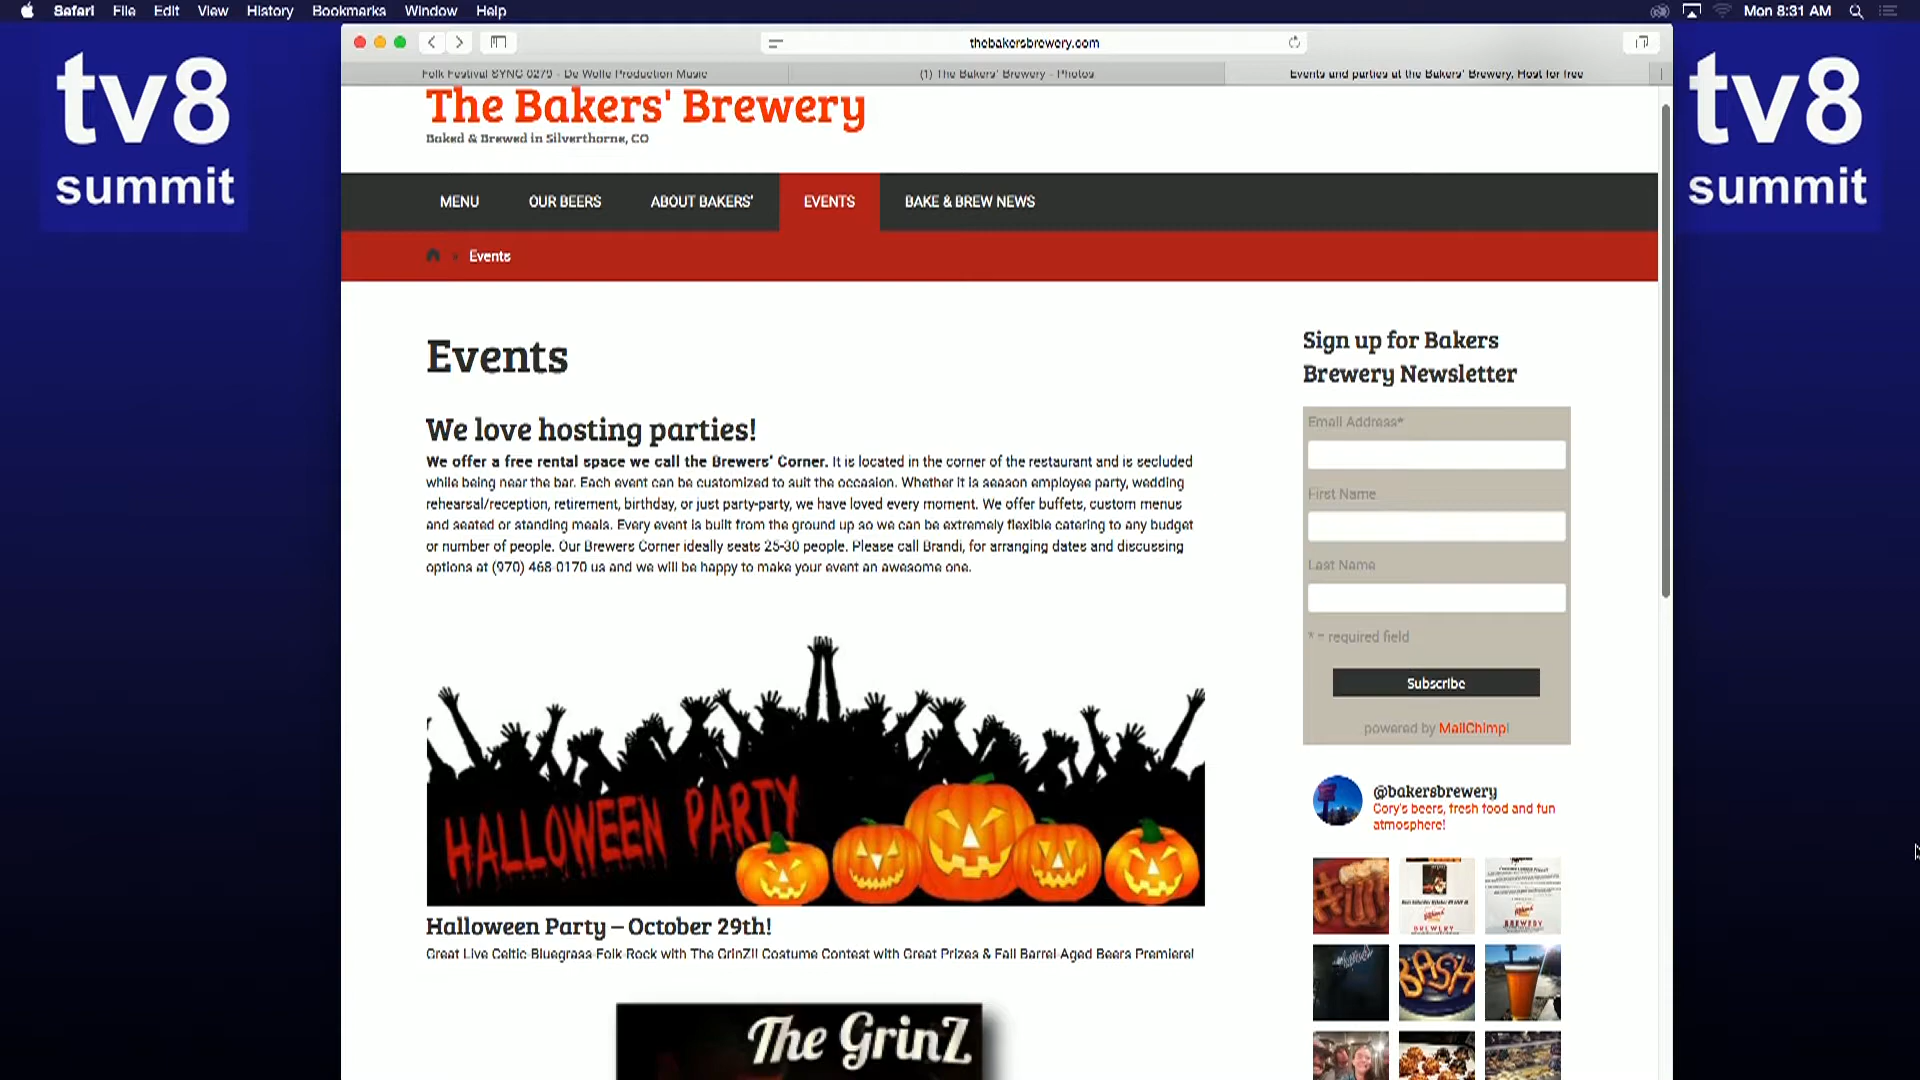 Safari File Edit View History Bookmarks Window Help
Mon 8:31 AM
tv8
summit
tv8
summit
thebakersbrewery.com
Folk Festival SYNC 0279 - De Wolfe Production Music
(1) The Bakers' Brewery - Photos
Events and parties at the Bakers' Brewery, Host for free
The Bakers' Brewery
Baked & Brewed in Silverthorne, CO
MENU OUR BEERS ABOUT BAKERS' EVENTS BAKE & BREW NEWS
Events
Events
We love hosting parties!
We offer a free rental space we call the Brewers' Corner. It is located in the corner of the restaurant and is secluded
while being near the bar. Each event can be customized to suit the occasion. Whether it is season employee party, wedding
rehearsal/reception, retirement, birthday, or just party-party, we have loved every moment. We offer buffets, custom menus
and seated or standing meals. Every event is built from the ground up so we can be extremely flexible catering to any budget
or number of people. Our Brewers Corner ideally seats 25-30 people. Please call Brandi, for arranging dates and discussing
options at (970) 468-0170 us and we will be happy to make your event an awesome one.
HALLOWEEN PARTY
Halloween Party – October 29th!
Great Live Celtic-Bluegrass-Folk-Rock with The GrinZ!! Costume Contest with Great Prizes & Fall Barrel-Aged Beers Premiere!
The GrinZ
Sign up for Bakers
Brewery Newsletter
Email Address*
First Name
Last Name
* = required field
Subscribe
powered by MailChimp!
@bakersbrewery
Cory's beers, fresh food and fun
atmosphere!
BREWERY
BREWERY
BASH